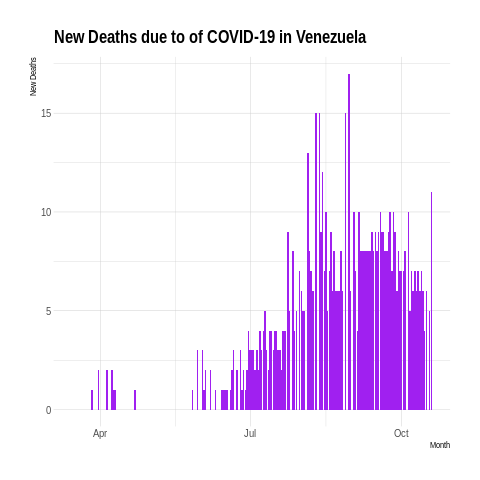 New Deaths due to of COVID-19 in Venezuela
New Deaths
15
10
5
0
Apr
Jul
Oct
Month